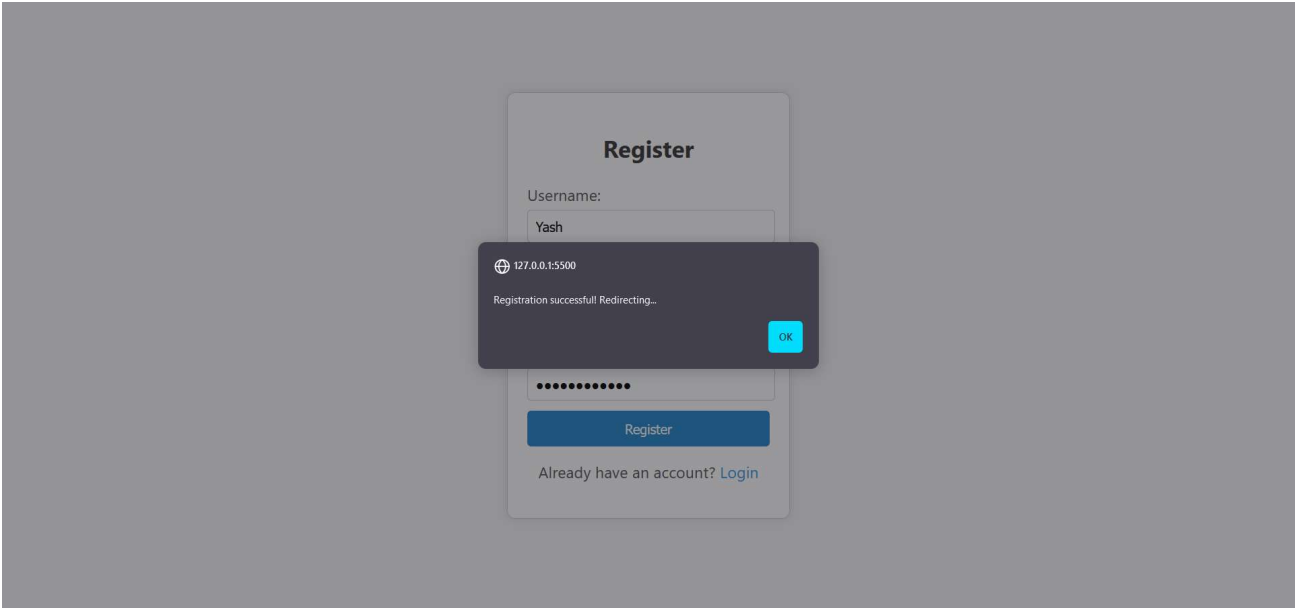 Register
Username:
Yash
127.0.0.1:5500
Registration successful! Redirecting...
OK
●●●●●●●●●●●●
Register
Already have an account? Login